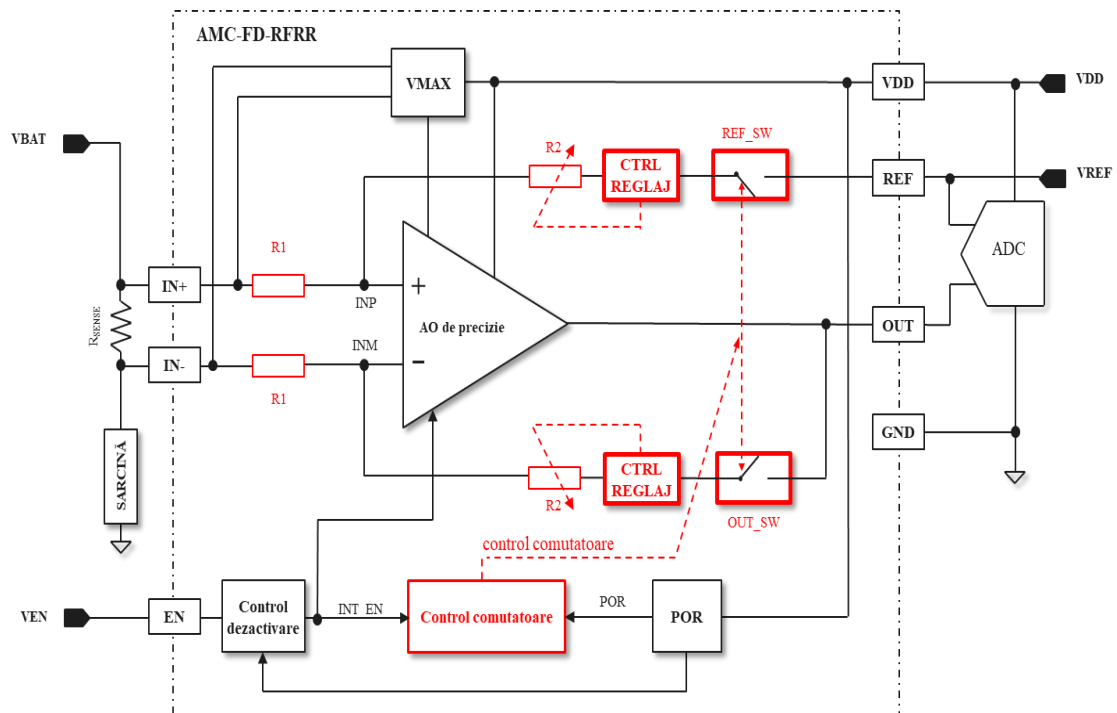 AMC-FD-RFRR
VMAX
VDD
VDD
VBAT
R2
CTRL
REGLAJ
REF_SW
REF
VREF
ADC
R1
IN+
INP
+
AO de precizie
OUT
RSENSE
IN-
INM
-
R1
GND
SARCINĂ
R2
CTRL
REGLAJ
OUT_SW
control comutatoare
VEN
EN
Control
dezactivare
INT_EN
Control comutatoare
POR
POR